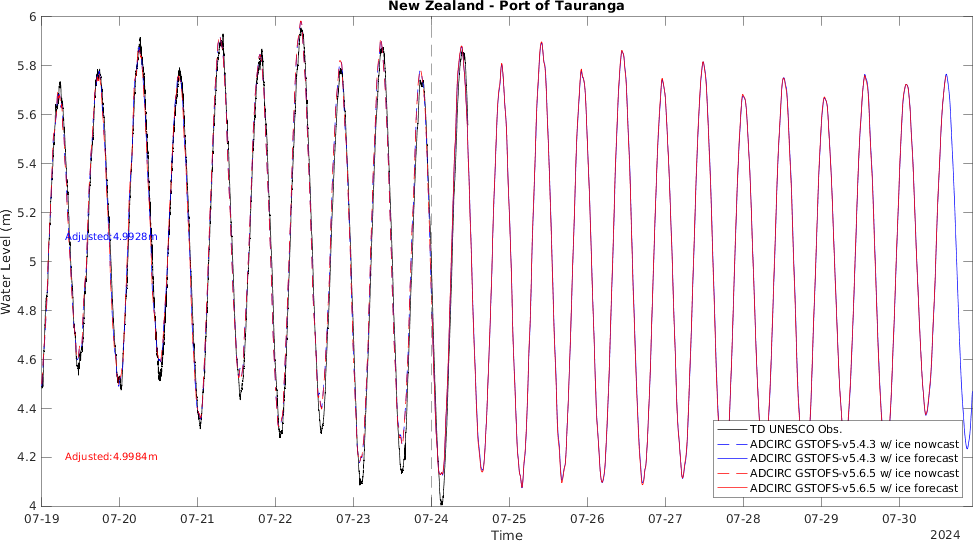 New Zealand - Port of Tauranga
6
5.8
5.6
5.4
5.2
5
4.8
4.6
4.4
4.2
4
Water Level (m)
Adjusted:4.9928m
Adjusted:4.9984m
TD UNESCO Obs.
ADCIRC GSTOFS-v5.4.3 w/ ice nowcast
ADCIRC GSTOFS-v5.4.3 w/ ice forecast
ADCIRC GSTOFS-v5.6.5 w/ ice nowcast
ADCIRC GSTOFS-v5.6.5 w/ ice forecast
07-19 07-20 07-21 07-22 07-23 07-24 07-25 07-26 07-27 07-28 07-29 07-30
Time
2024